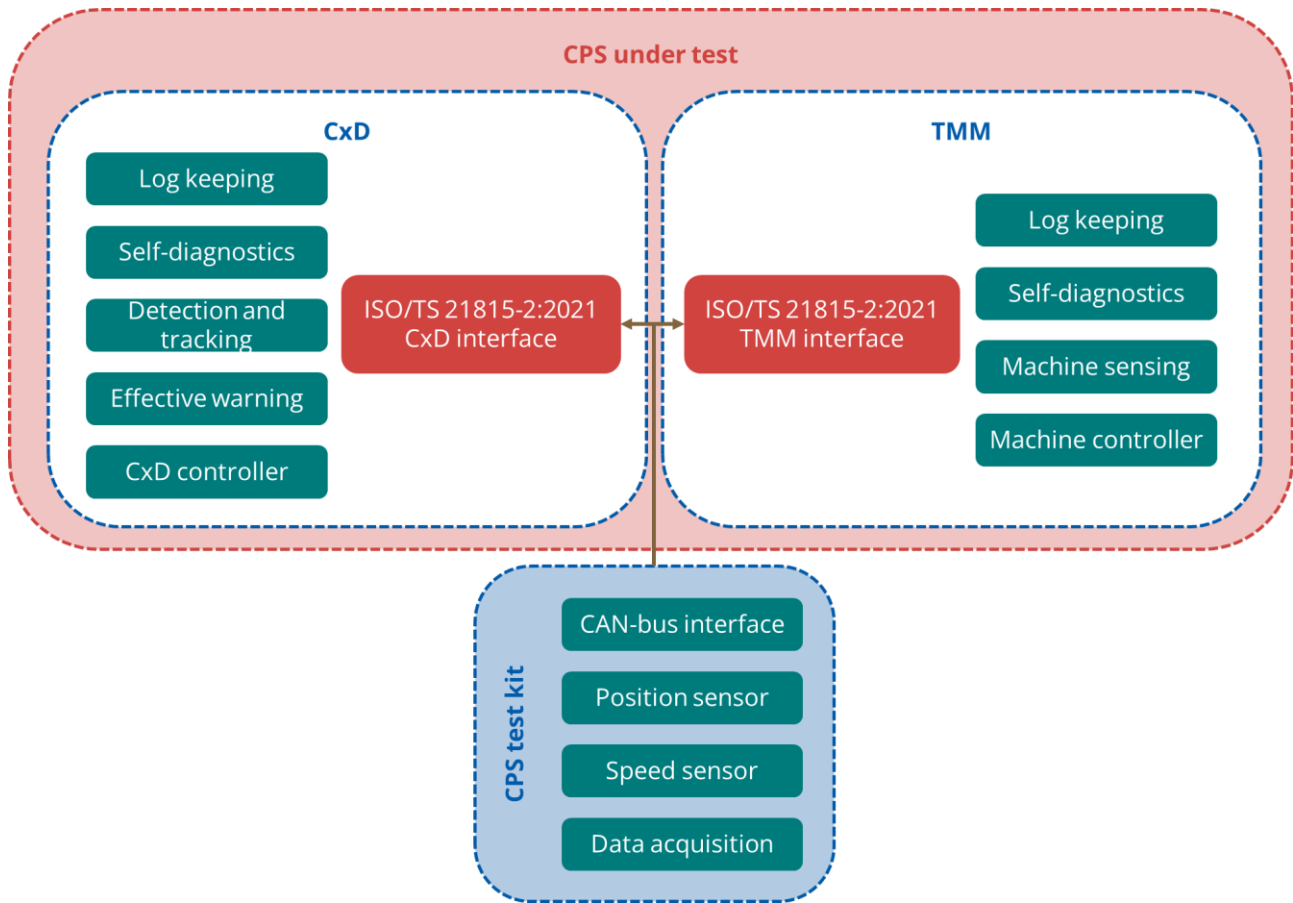 CPS under test
CxD
Log keeping
Self-diagnostics
Detection and
tracking
Effective warning
CxD controller
ISO/TS 21815-2:2021
CxD interface
TMM
ISO/TS 21815-2:2021
TMM interface
Log keeping
Self-diagnostics
Machine sensing
Machine controller
CPS test kit
CAN-bus interface
Position sensor
Speed sensor
Data acquisition